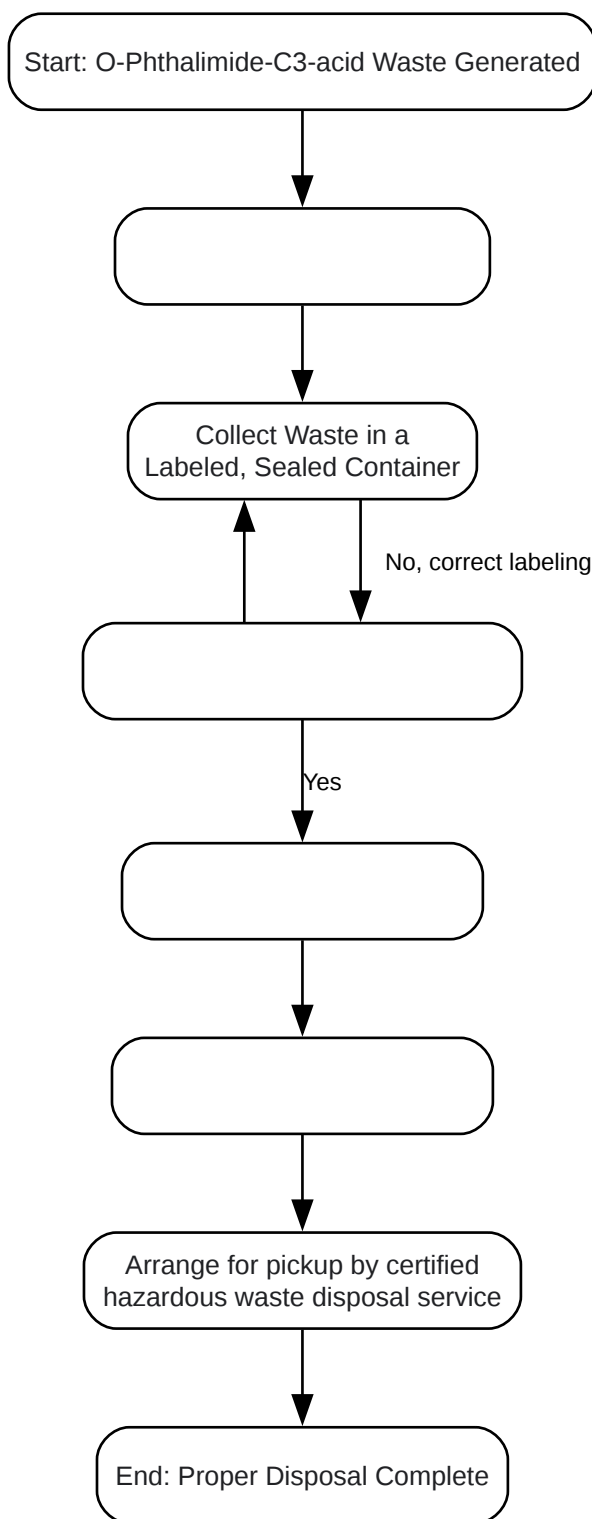 Start: O-Phthalimide-C3-acid Waste Generated
Collect Waste in a
Labeled, Sealed Container
No, correct labeling
Yes
Arrange for pickup by certified
hazardous waste disposal service
End: Proper Disposal Complete